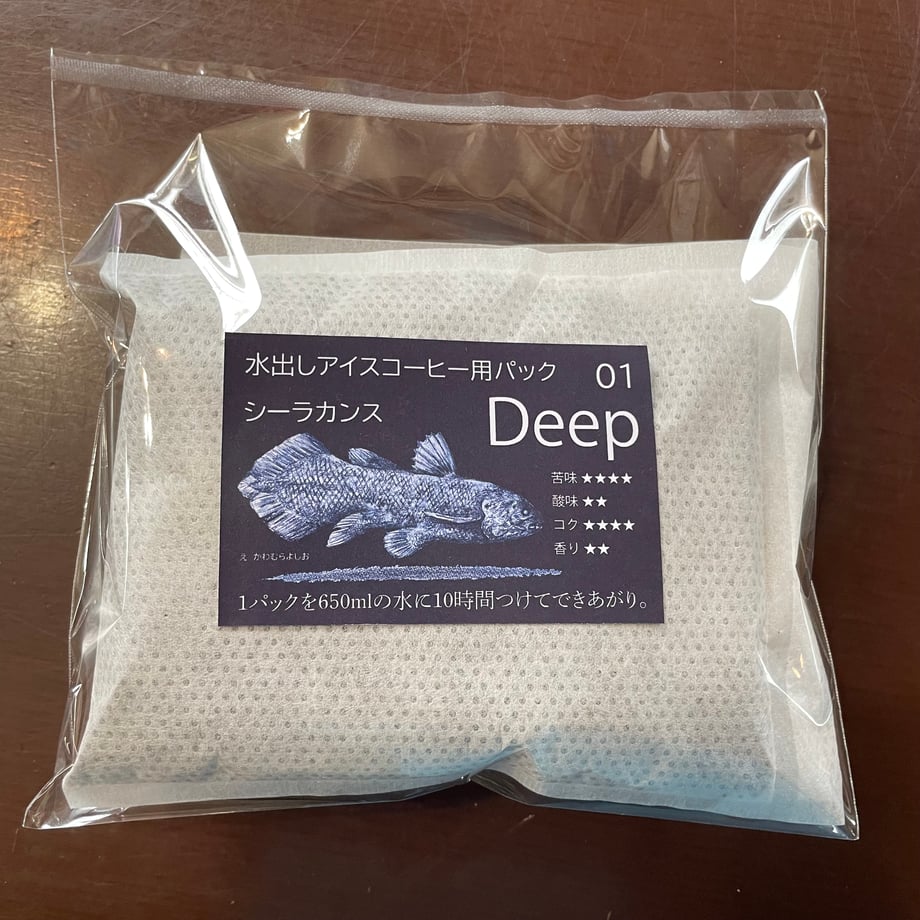 水出しアイスコーヒー用パック 01
シーラカンス
Deep
苦味 ★★★★
酸味 ★★
コク ★★★★
香り ★★
え かわむらよしお
1パックを650mlの水に10時間つけてできあがり。